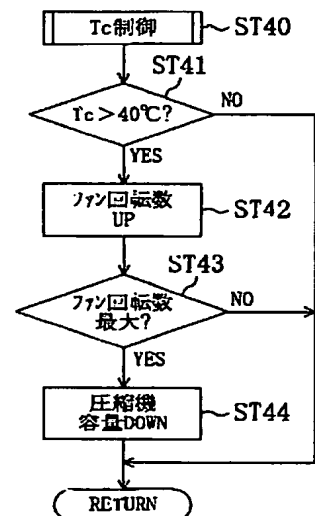 Tc制御
ST40
ST41
Tc>40℃?
NO
YES
ファン回転数
UP
ST42
ST43
ファン回転数
最大?
NO
YES
圧縮機
容量DOWN
ST44
RETURN